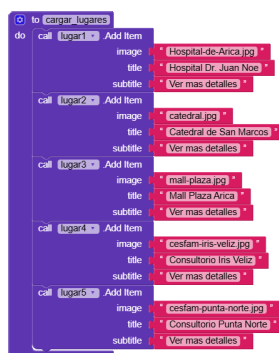 to cargar_lugares
do call lugar1 .Add Item
image " Hospital-de-Arica.jpg "
title " Hospital Dr. Juan Noe "
subtitle " Ver mas detalles "
call lugar2 .Add Item
image " catedral.jpg "
title " Catedral de San Marcos "
subtitle " Ver mas detalles "
call lugar3 .Add Item
image " mall-plaza.jpg "
title " Mall Plaza Arica "
subtitle " Ver mas detalles "
call lugar4 .Add Item
image " cesfam-iris-veliz.jpg "
title " Consultorio Iris Veliz "
subtitle " Ver mas detalles "
call lugar5 .Add Item
image " cesfam-punta-norte.jpg "
title " Consultorio Punta Norte "
subtitle " Ver mas detalles "